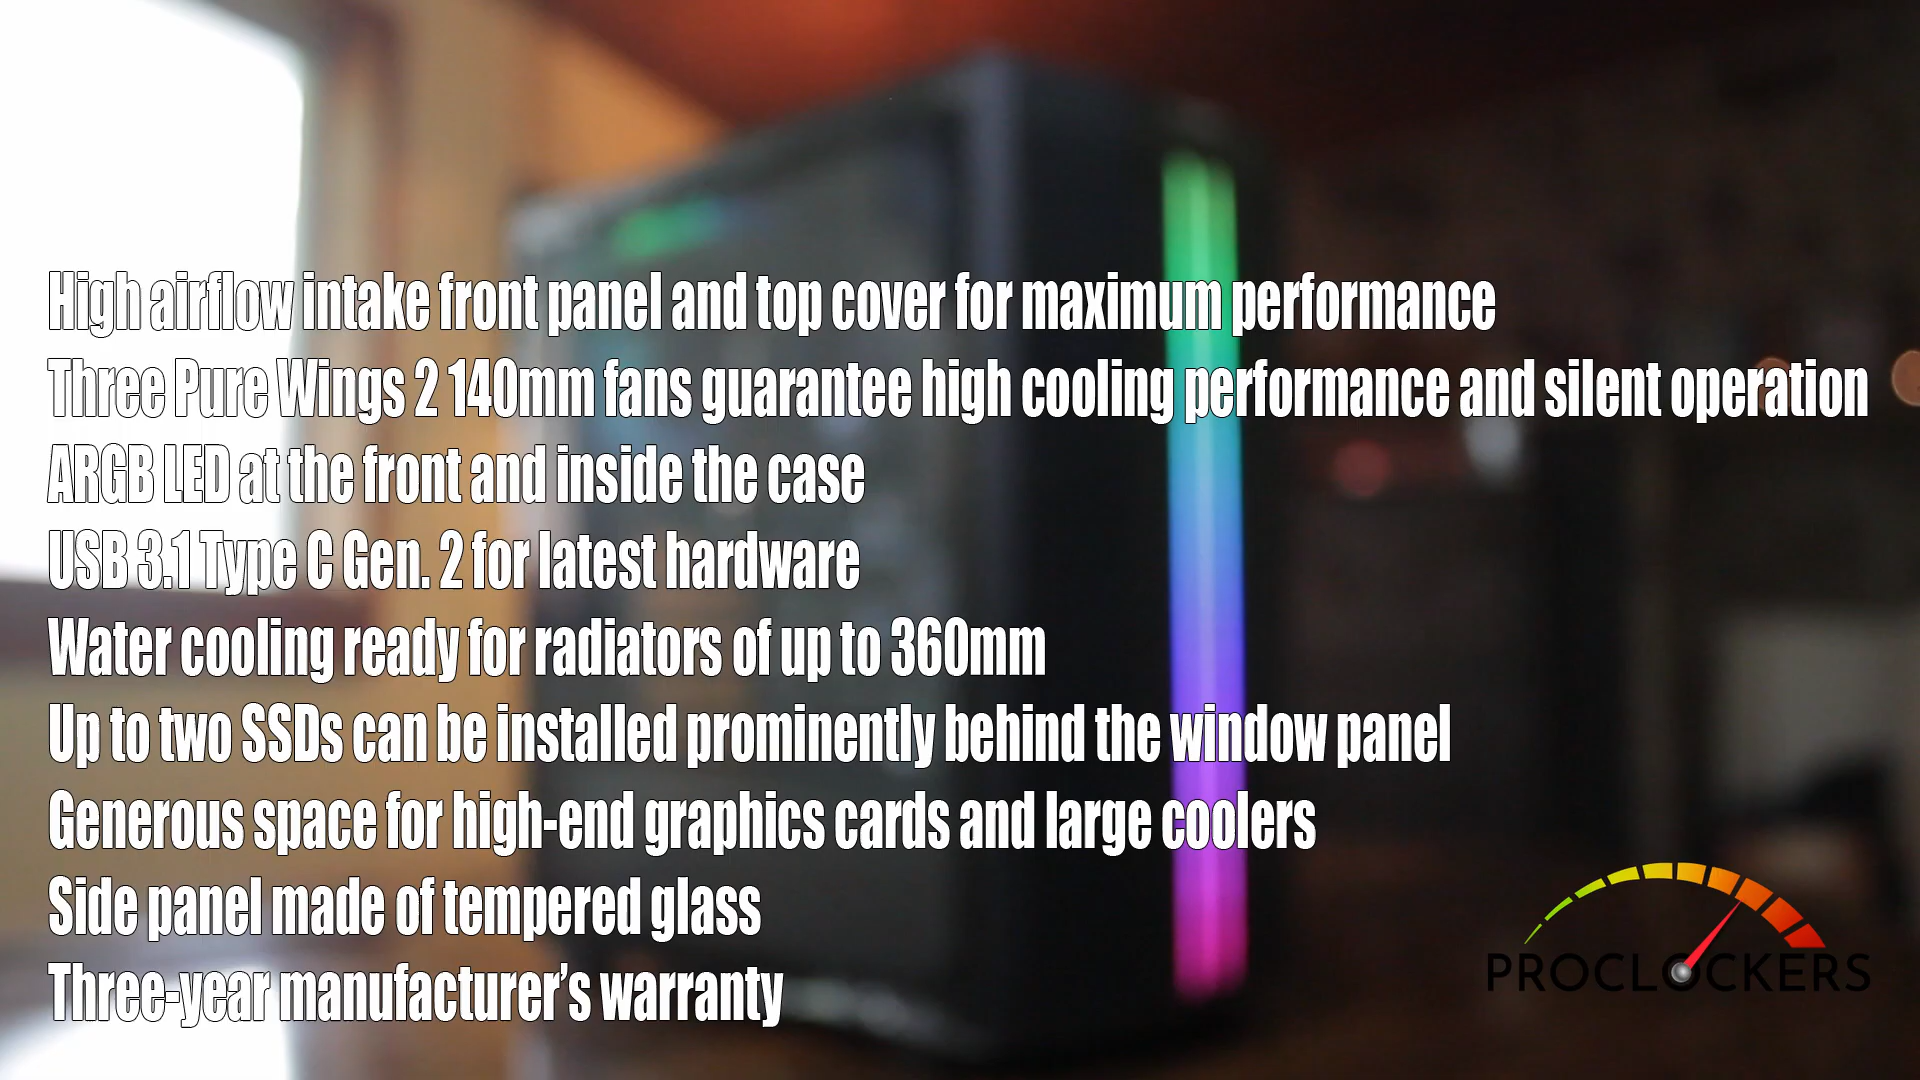 High airflow intake front panel and top cover for maximum performance
Three Pure Wings 2 140mm fans guarantee high cooling performance and silent operation
ARGB LED at the front and inside the case
USB 3.1 Type C Gen. 2 for latest hardware
Water cooling ready for radiators of up to 360mm
Up to two SSDs can be installed prominently behind the window panel
Generous space for high-end graphics cards and large coolers
Side panel made of tempered glass
Three-year manufacturer’s warranty
PROCLOCKERS